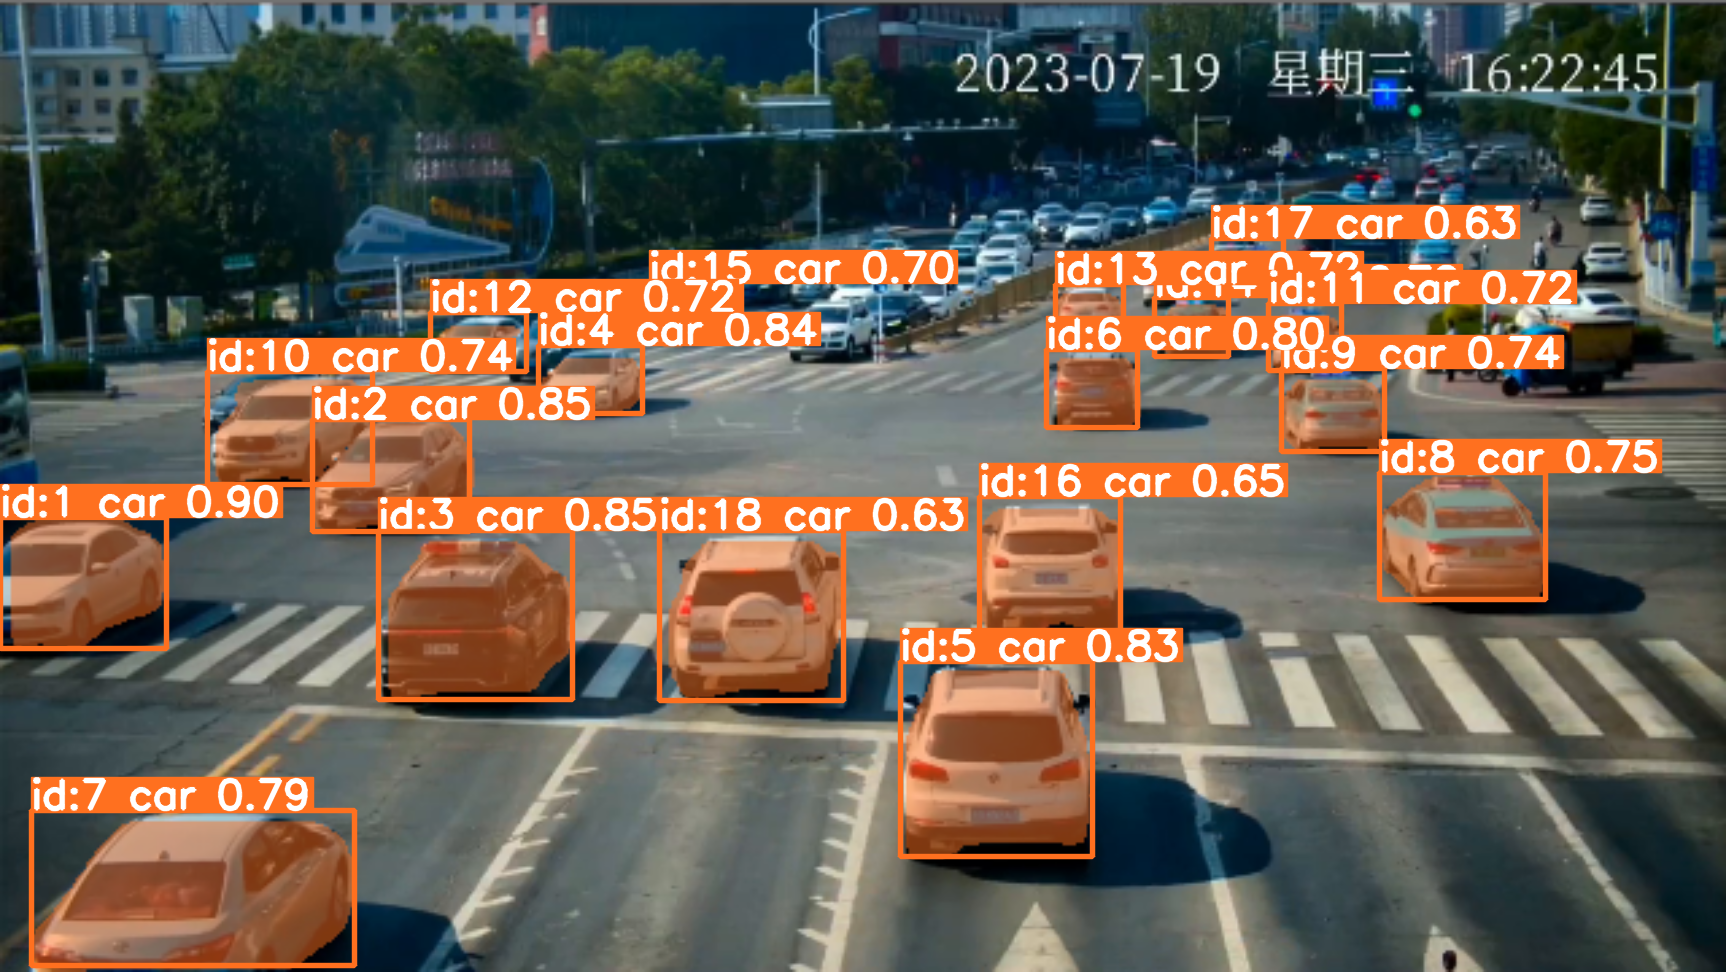 2023-07-19 星期三 16:22:45
id:17 car 0.63
id:15 car 0.70
id:13 car 0.72
id:12 car 0.72
id:14
id:11 car 0.72
id:4 car 0.84
id:6 car 0.80
id:10 car 0.74
id:9 car 0.74
id:2 car 0.85
id:8 car 0.75
id:16 car 0.65
id:1 car 0.90
id:3 car 0.85
id:18 car 0.63
id:5 car 0.83
id:7 car 0.79